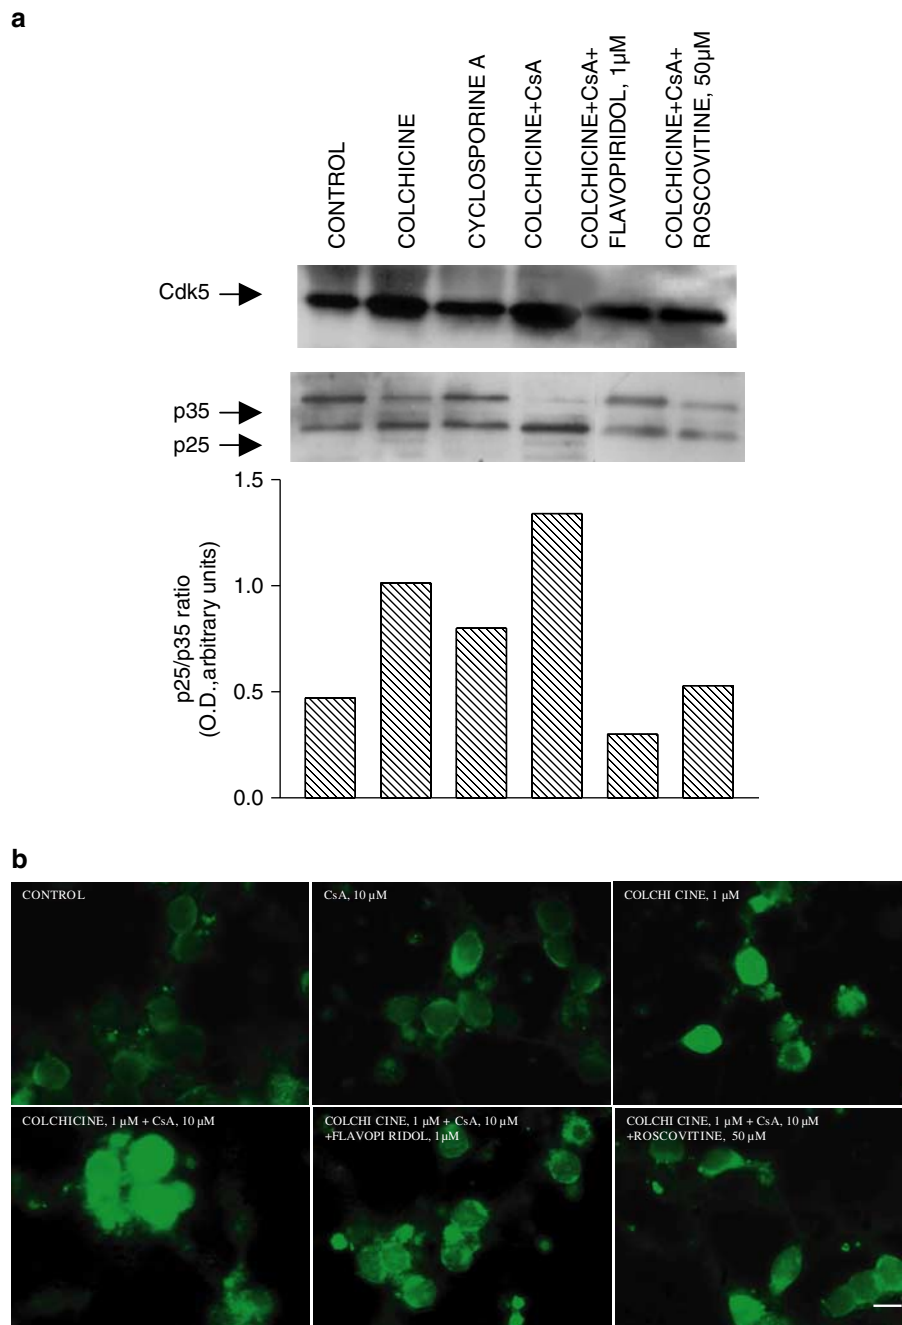 a
CONTROL
COLCHICINE
CYCLOSPORINE A
COLCHICINE+CsA
COLCHICINE+CsA+
FLAVOPIRIDOL, 1µM
COLCHICINE+CsA+
ROSCOVITINE, 50µM
Cdk5
p35
p25
1.5
1.0
0.5
0.0
p25/p35 ratio
(O.D.,arbitrary units)
b
CONTROL
CsA, 10 µM
COLCHI CINE, 1 µM
COLCHICINE, 1 µM + CsA, 10 µM
COLCHI CINE, 1 µM + CsA, 10 µM
+FLAVOPI RIDOL, 1µM
COLCHI CINE, 1 µM + CsA, 10 µM
+ROSCOVITINE, 50 µM